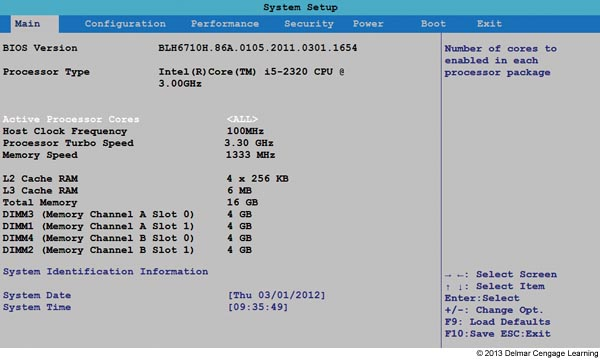 System Setup
Main Configuration Performance Security Power Boot Exit
BIOS Version BLH6710H.86A.0105.2011.0301.1654
Processor Type Intel(R)Core(TM) i5-2320 CPU @
3.00GHz
Active Processor Cores <ALL>
Host Clock Frequency 100MHz
Processor Turbo Speed 3.30 GHz
Memory Speed 1333 MHz
L2 Cache RAM 4 x 256 KB
L3 Cache RAM 6 MB
Total Memory 16 GB
DIMM3 (Memory Channel A Slot 0) 4 GB
DIMM1 (Memory Channel A Slot 1) 4 GB
DIMM4 (Memory Channel B Slot 0) 4 GB
DIMM2 (Memory Channel B Slot 1) 4 GB
System Identification Information
System Date [Thu 03/01/2012]
System Time [09:35:49]
Number of cores to
enabled in each
processor package
→ ←: Select Screen
↑ ↓: Select Item
Enter:Select
+/-: Change Opt.
F9: Load Defaults
F10:Save ESC:Exit
© 2013 Delmar Cengage Learning